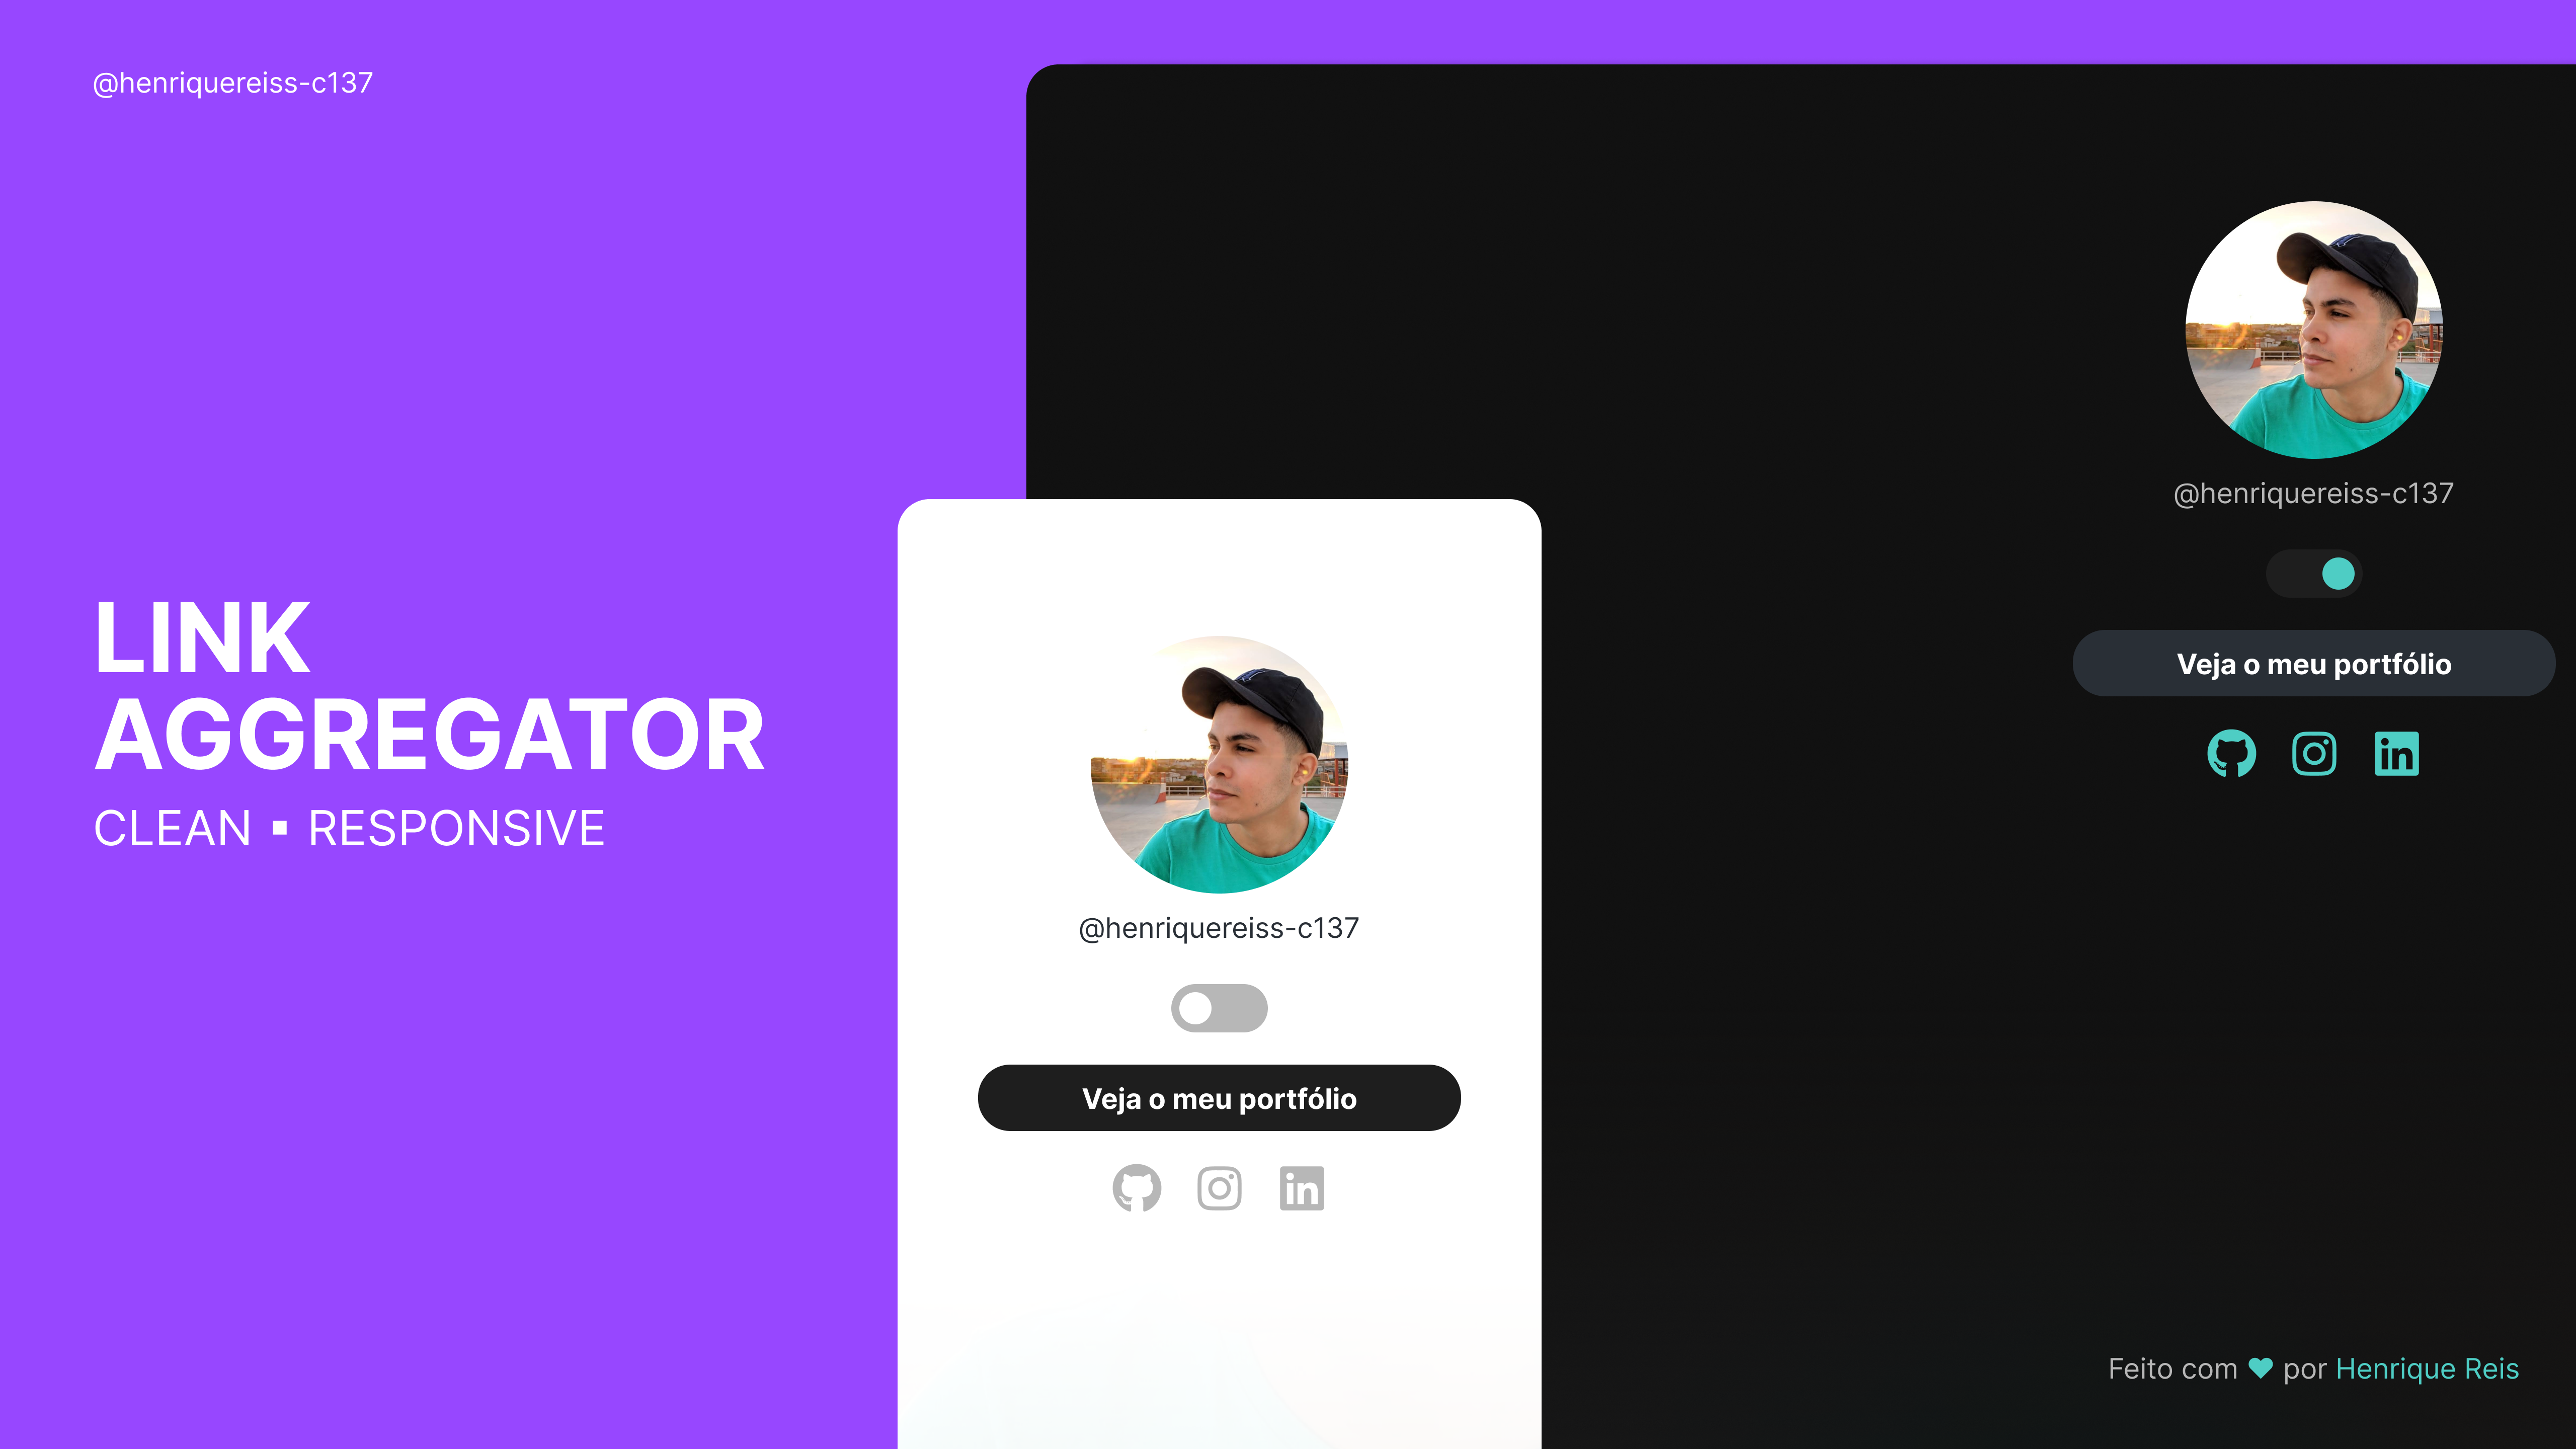 @henriquereiss-c137
LINK
AGGREGATOR
CLEAN ▪ RESPONSIVE
@henriquereiss-c137
Veja o meu portfólio
@henriquereiss-c137
Veja o meu portfólio
Feito com ♥ por Henrique Reis